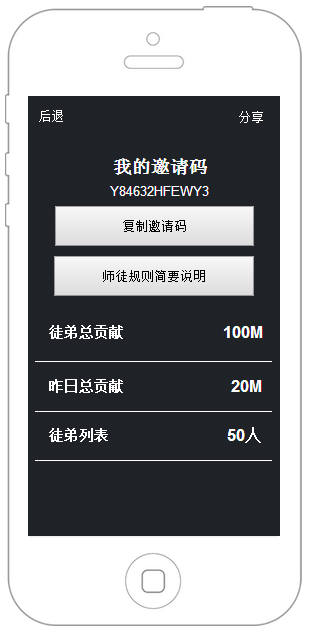 后退 分享
我的邀请码
Y84632HFEWY3
复制邀请码
师徒规则简要说明
徒弟总贡献 100M
昨日总贡献 20M
徒弟列表 50人